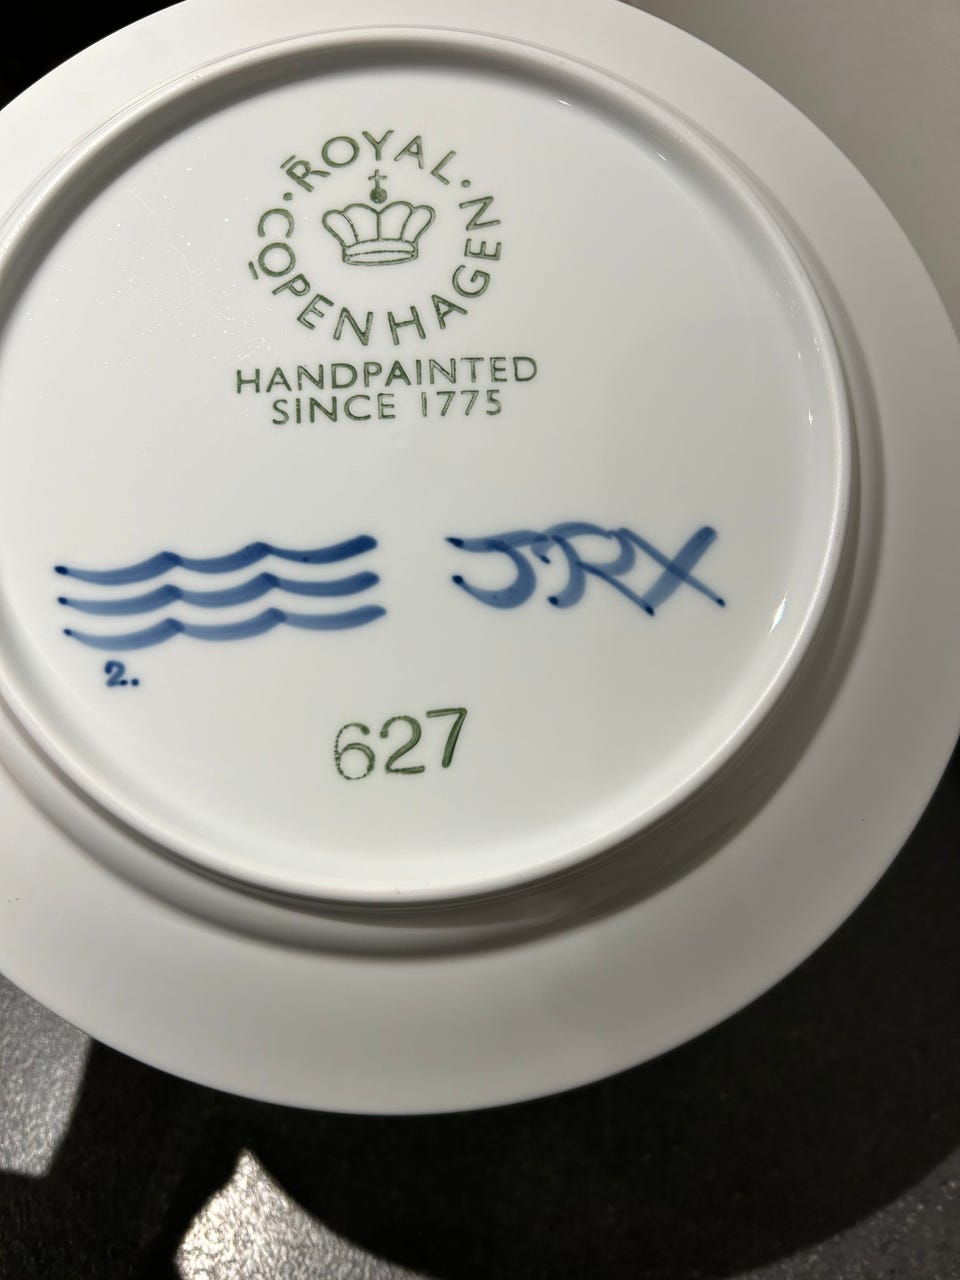 ROYAL · COPENHAGEN ·
HANDPAINTED
SINCE 1775
2.
627